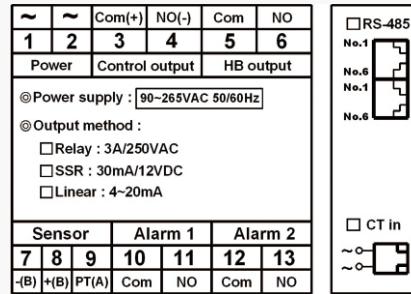 ~ ~ Com(+) NO(-) Com NO
1 2 3 4 5 6
Power Control output HB output
◎Power supply : 90~265VAC 50/60Hz
◎Output method :
□Relay : 3A/250VAC
□SSR : 30mA/12VDC
□Linear : 4~20mA
Sensor Alarm 1 Alarm 2
7 8 9 10 11 12 13
-(B) +(B) PT(A) Com NO Com NO
□RS-485
No.1
No.6
No.1
No.6
□ CT in
~
~